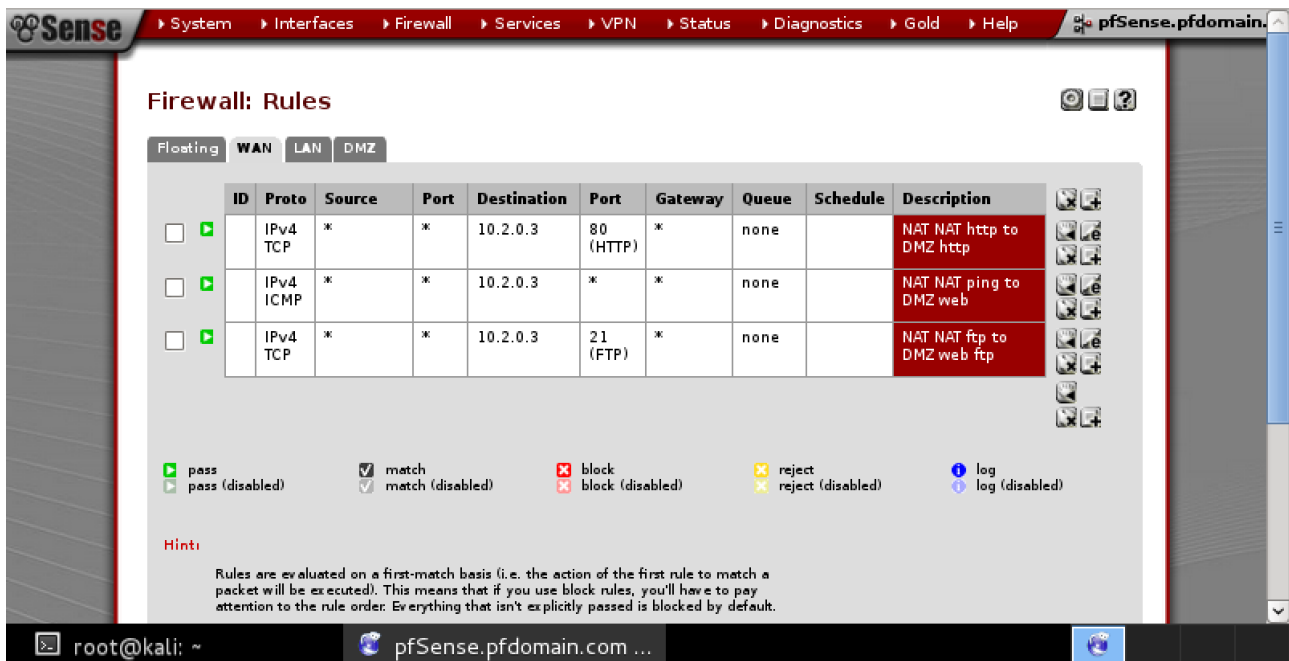 Sense System Interfaces Firewall Services VPN Status Diagnostics Gold Help pfSense.pfdomain.
Firewall: Rules
Floating WAN LAN DMZ
ID Proto Source Port Destination Port Gateway Queue Schedule Description
IPv4 * * 10.2.0.3 80 * none NAT NAT http to
TCP (HTTP) DMZ http
IPv4 * * 10.2.0.3 * * none NAT NAT ping to
ICMP DMZ web
IPv4 * * 10.2.0.3 21 * none NAT NAT ftp to
TCP (FTP) DMZ web ftp
pass match block reject log
pass (disabled) match (disabled) block (disabled) reject (disabled) log (disabled)
Hint:
Rules are evaluated on a first-match basis (i.e. the action of the first rule to match a
packet will be executed). This means that if you use block rules, you'll have to pay
attention to the rule order. Everything that isn't explicitly passed is blocked by default.
root@kali: ~ pfSense.pfdomain.com ...